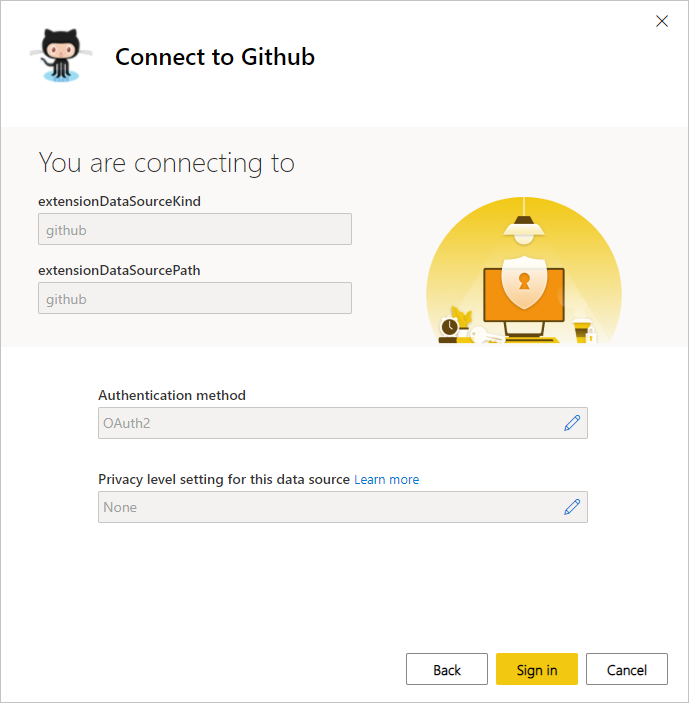 Connect to Github
You are connecting to
extensionDataSourceKind
github
extensionDataSourcePath
github
Authentication method
OAuth2
Privacy level setting for this data source Learn more
None
Back Sign in Cancel